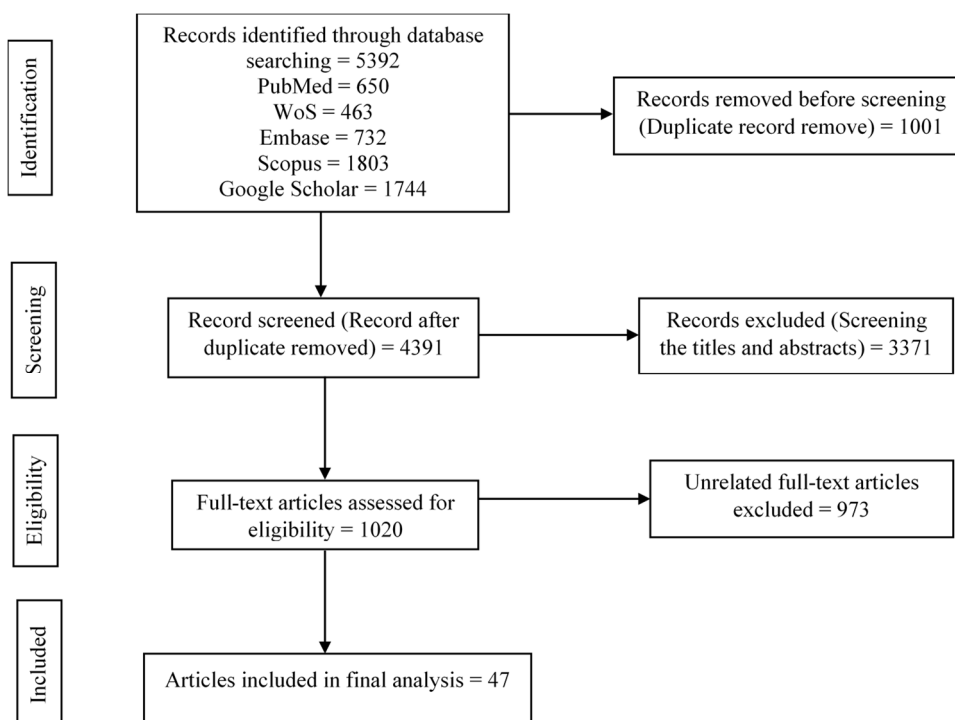 Identification
Records identified through database
searching = 5392
PubMed = 650
WoS = 463
Embase = 732
Scopus = 1803
Google Scholar = 1744
Records removed before screening
(Duplicate record remove) = 1001
Screening
Record screened (Record after
duplicate removed) = 4391
Records excluded (Screening
the titles and abstracts) = 3371
Eligibility
Full-text articles assessed for
eligibility = 1020
Unrelated full-text articles
excluded = 973
Included
Articles included in final analysis = 47